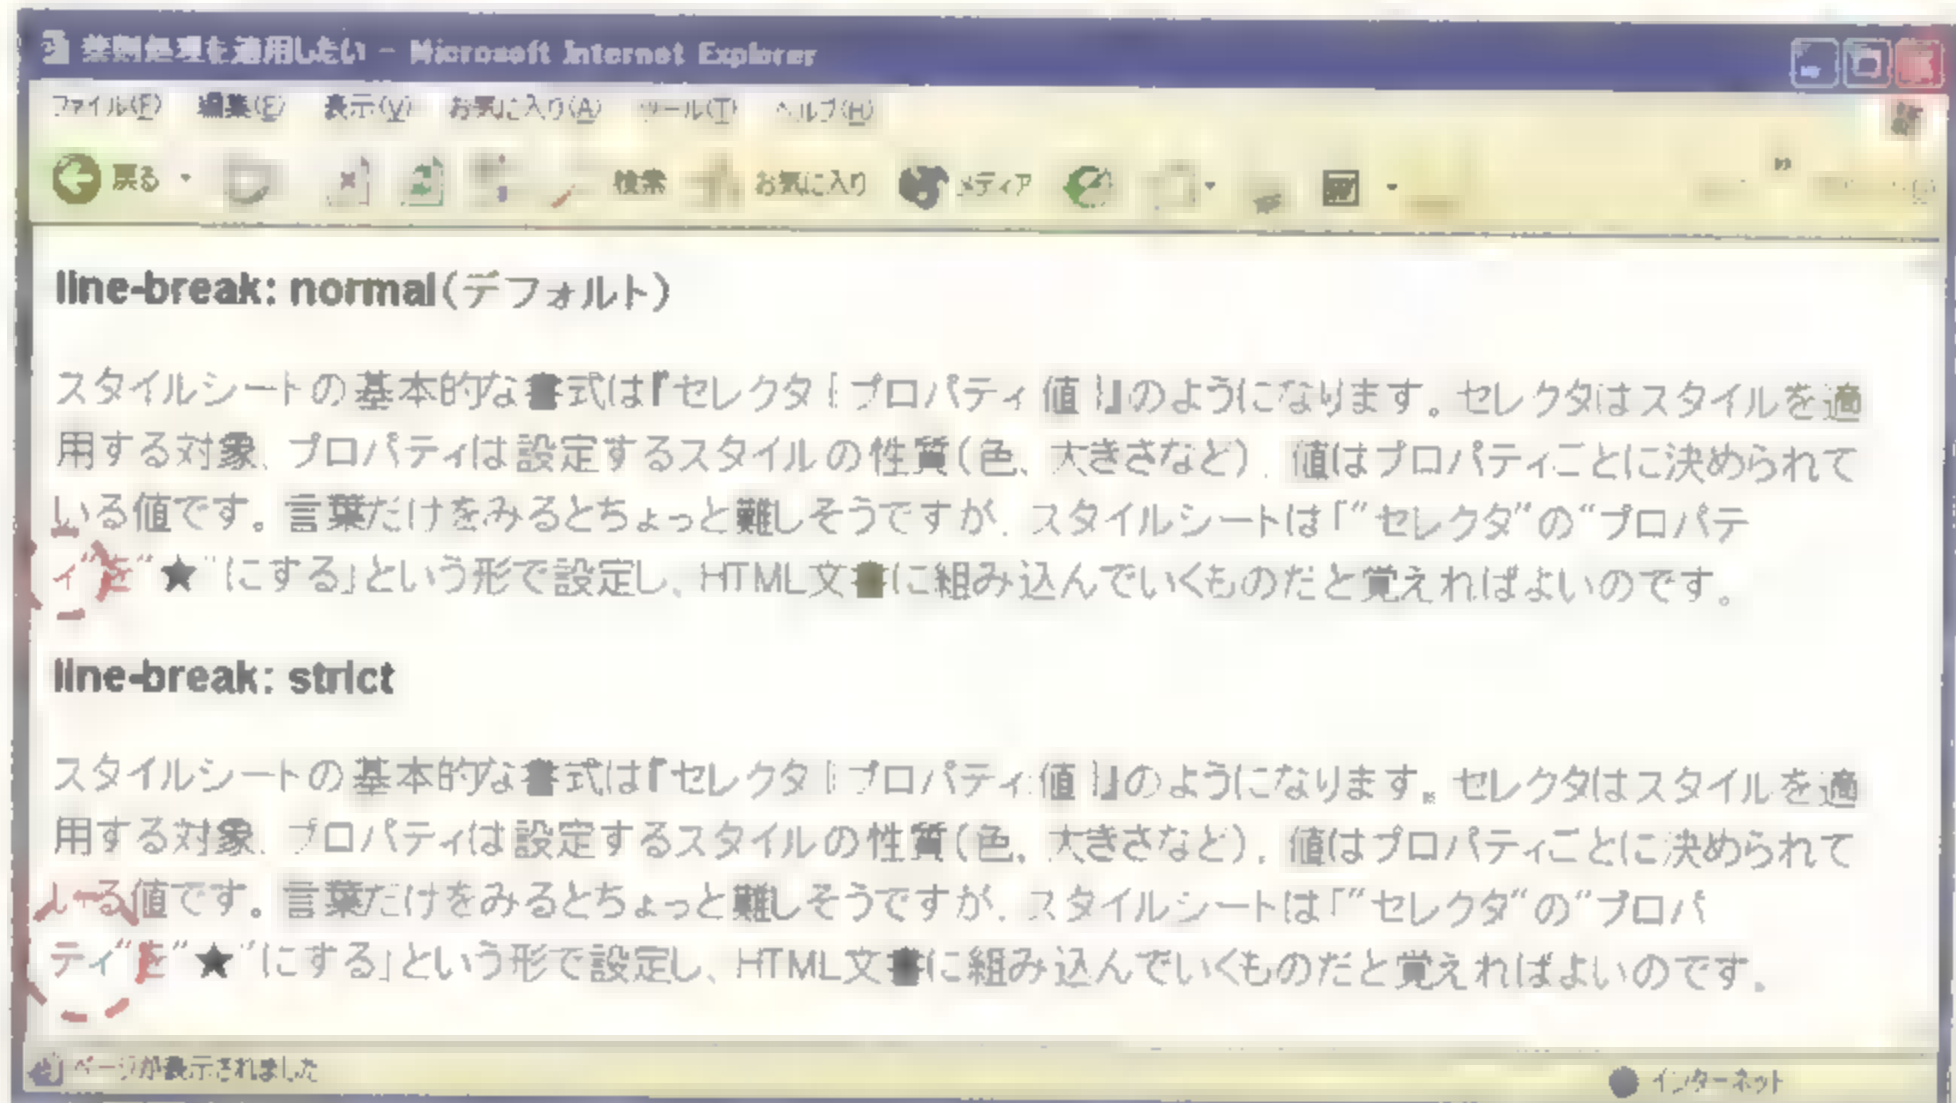 禁則処理を適用したい - Microsoft Internet Explorer
ファイル(F) 編集(E) 表示(V) お気に入り(A) ツール(T) ヘルプ(H)
戻る 検索 お気に入り メディア
line-break: normal(デフォルト)
スタイルシートの基本的な書式は『セレクタ { プロパティ:値 }』のようになります。セレクタはスタイルを適
用する対象、プロパティは設定するスタイルの性質(色、大きさなど)、値はプロパティごとに決められて
いる値です。言葉だけをみるとちょっと難しそうですが、スタイルシートは「"セレクタ"の"プロパテ
ィ"を"★"にする」という形で設定し、HTML文書に組み込んでいくものだと覚えればよいのです。
line-break: strict
スタイルシートの基本的な書式は『セレクタ { プロパティ:値 }』のようになります。セレクタはスタイルを適
用する対象、プロパティは設定するスタイルの性質(色、大きさなど)、値はプロパティごとに決められて
いる値です。言葉だけをみるとちょっと難しそうですが、スタイルシートは「"セレクタ"の"プロパ
ティ"を"★"にする」という形で設定し、HTML文書に組み込んでいくものだと覚えればよいのです。
ページが表示されました
インターネット